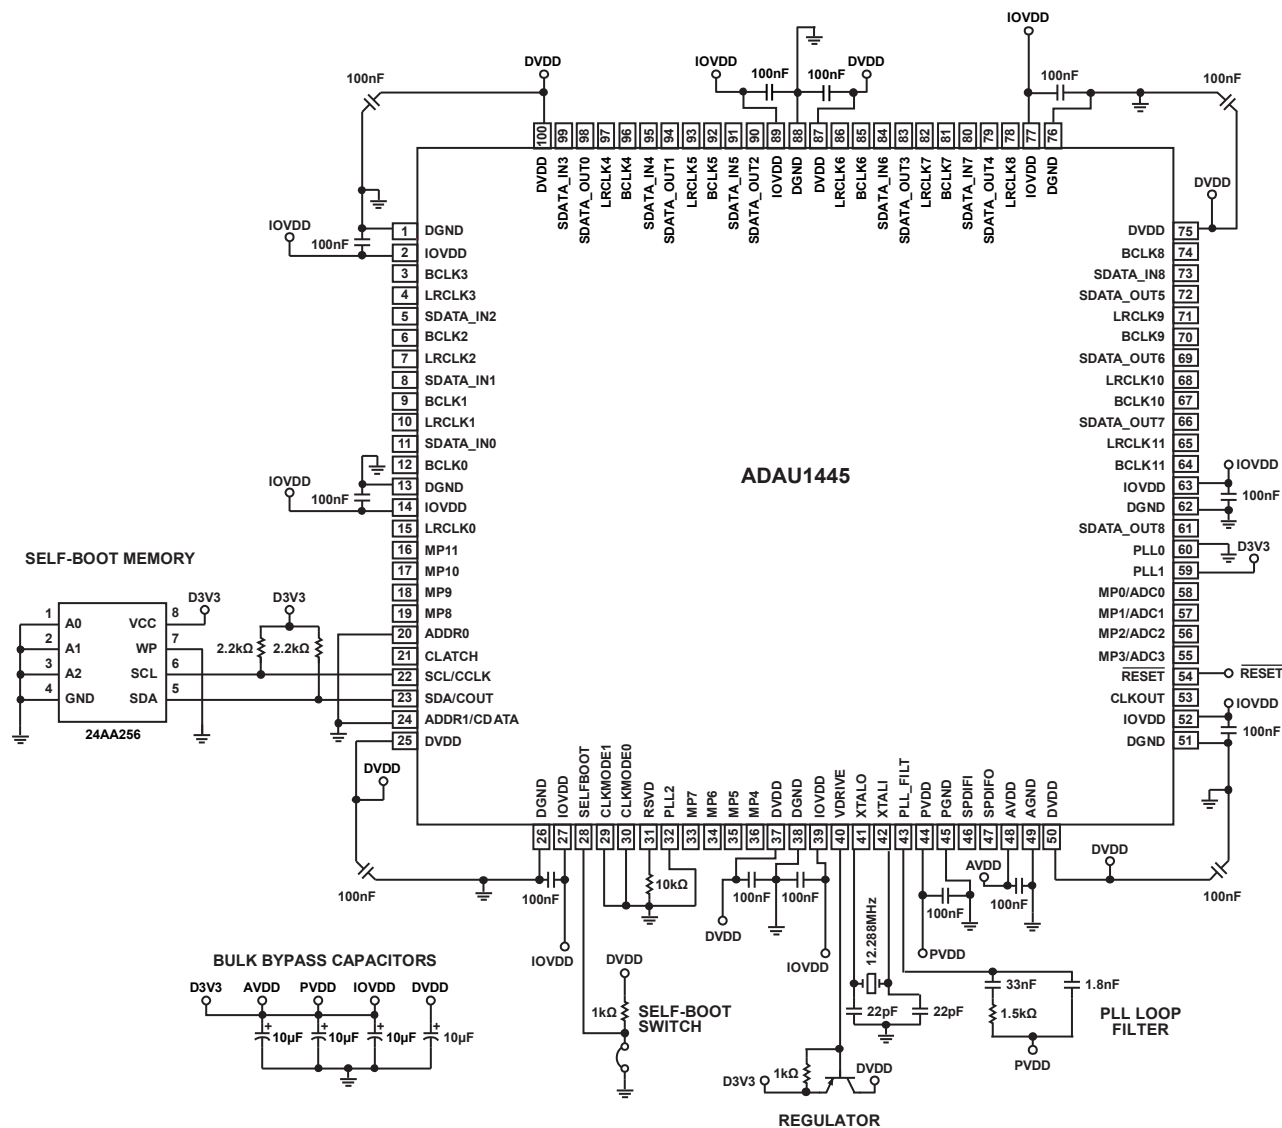 IOVDD
DVDD
IOVDD
DVDD
100nF
100nF
100nF
100nF
100nF
100 99 98 97 96 95 94 93 92 91 90 89 88 87 86 85 84 83 82 81 80 79 78 77 76
DVDD
SDATA_IN3
SDATA_OUT0
LRCLK4
BCLK4
SDATA_IN4
SDATA_OUT1
LRCLK5
BCLK5
SDATA_IN5
SDATA_OUT2
IOVDD
DGND
DVDD
LRCLK6
BCLK6
SDATA_IN6
SDATA_OUT3
LRCLK7
BCLK7
SDATA_IN7
SDATA_OUT4
LRCLK8
IOVDD
DGND
IOVDD
100nF
1 DGND
2 IOVDD
3 BCLK3
4 LRCLK3
5 SDATA_IN2
6 BCLK2
7 LRCLK2
8 SDATA_IN1
9 BCLK1
10 LRCLK1
11 SDATA_IN0
12 BCLK0
13 DGND
14 IOVDD
15 LRCLK0
16 MP11
17 MP10
18 MP9
19 MP8
20 ADDR0
21 CLATCH
22 SCL/CCLK
23 SDA/COUT
24 ADDR1/CDATA
25 DVDD
IOVDD
100nF
ADAU1445
DVDD
DVDD 75
BCLK8 74
SDATA_IN8 73
SDATA_OUT5 72
LRCLK9 71
BCLK9 70
SDATA_OUT6 69
LRCLK10 68
BCLK10 67
SDATA_OUT7 66
LRCLK11 65
BCLK11 64
IOVDD 63
DGND 62
SDATA_OUT8 61
PLL0 60
PLL1 59
MP0/ADC0 58
MP1/ADC1 57
MP2/ADC2 56
MP3/ADC3 55
RESET 54
CLKOUT 53
IOVDD 52
DGND 51
IOVDD
100nF
D3V3
RESET
IOVDD
100nF
SELF-BOOT MEMORY
D3V3
D3V3
1 A0 VCC 8
2 A1 WP 7
3 A2 SCL 6
4 GND SDA 5
24AA256
2.2kΩ
2.2kΩ
DVDD
DGND
IOVDD
SELFBOOT
CLKMODE1
CLKMODE0
RSVD
PLL2
MP7
MP6
MP5
MP4
DVDD
DGND
IOVDD
VDRIVE
XTALO
XTALI
PLL_FILT
PVDD
PGND
SPDIFI
SPDIFO
AVDD
AGND
DVDD
26 27 28 29 30 31 32 33 34 35 36 37 38 39 40 41 42 43 44 45 46 47 48 49 50
100nF
100nF
10kΩ
100nF
100nF
100nF
AVDD
100nF
DVDD
100nF
DVDD
IOVDD
IOVDD
12.288MHz
PVDD
22pF
22pF
33nF
1.8nF
1.5kΩ
PVDD
PLL LOOP
FILTER
BULK BYPASS CAPACITORS
D3V3 AVDD PVDD IOVDD DVDD
+ + + +
10µF 10µF 10µF 10µF
DVDD
1kΩ
SELF-BOOT
SWITCH
D3V3
1kΩ
DVDD
REGULATOR